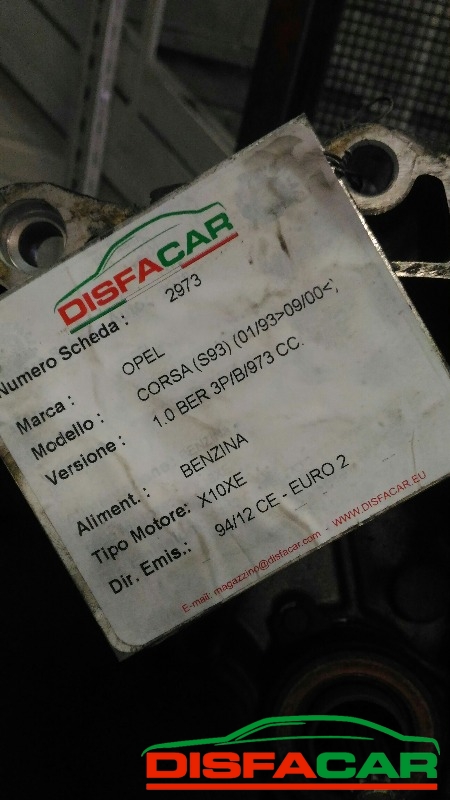 DISFACAR
Numero Scheda : 2973
Marca : OPEL
Modello : CORSA (S93) (01/93>09/00<',
Versione : 1.0 BER 3P/B/973 CC.
Aliment. : BENZINA
Tipo Motore: X10XE
Dir. Emis.: 94/12 CE - EURO 2
E-mail: magazzino@disfacar.com - WWW.DISFACAR.EU
DISFACAR